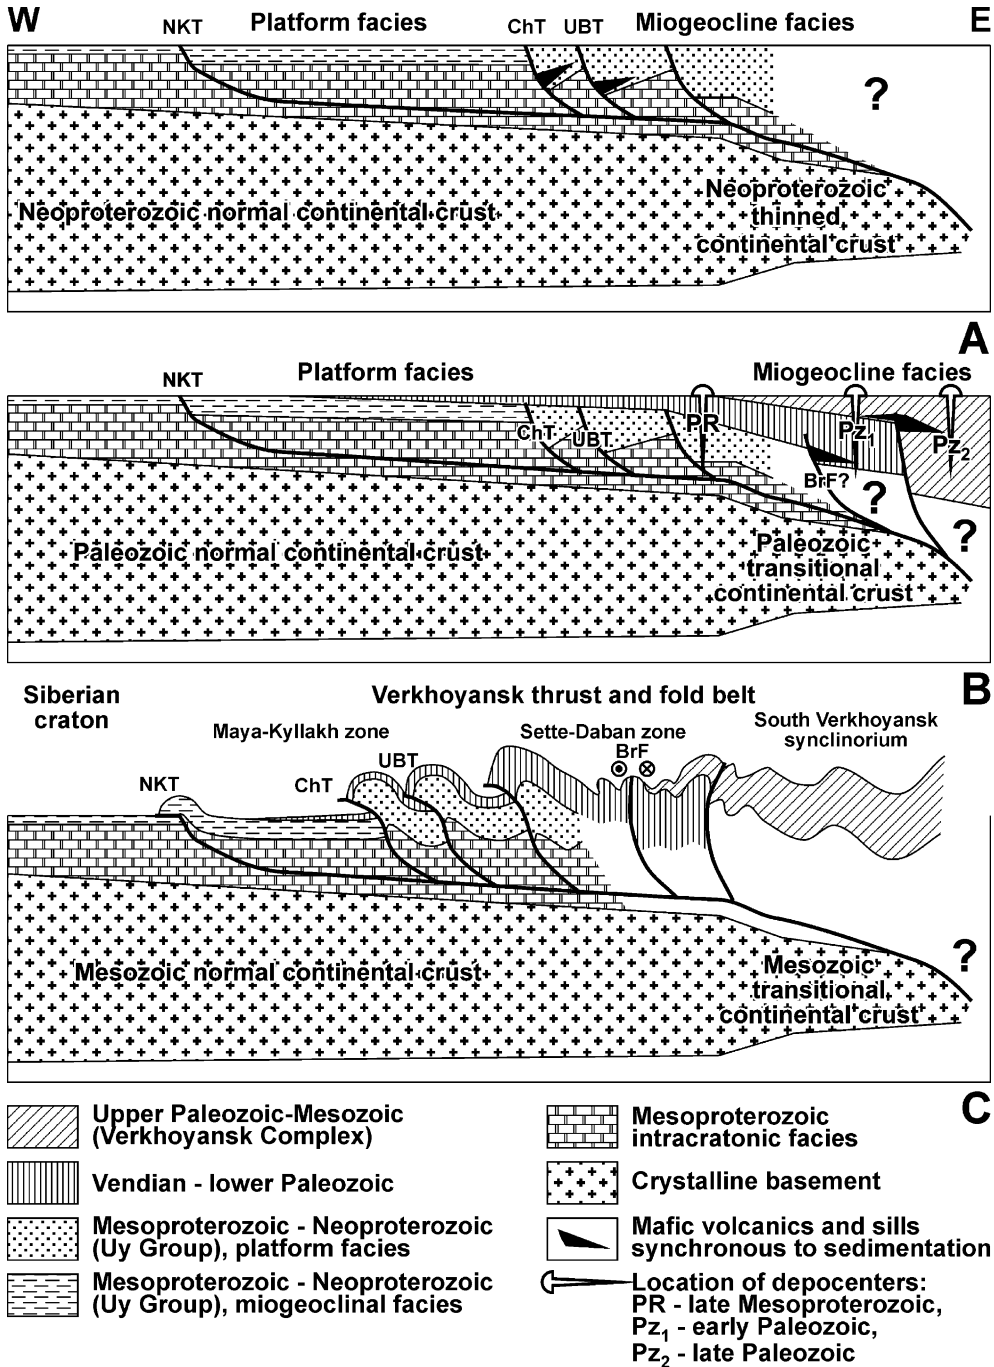 W
Platform facies
Miogeocline facies
E
NKT
ChT
UBT
?
Neoproterozoic normal continental crust
Neoproterozoic
thinned
continental crust
A
Platform facies
Miogeocline facies
NKT
ChT
UBT
PR
Pz1
Pz2
BrF?
?
?
Paleozoic normal continental crust
Paleozoic
transitional
continental crust
B
Siberian
craton
Verkhoyansk thrust and fold belt
Maya-Kyllakh zone
Sette-Daban zone
South Verkhoyansk
synclinorium
NKT
ChT
UBT
BrF
?
Mesozoic normal continental crust
Mesozoic
transitional
continental crust
C
Upper Paleozoic-Mesozoic
(Verkhoyansk Complex)
Vendian - lower Paleozoic
Mesoproterozoic - Neoproterozoic
(Uy Group), platform facies
Mesoproterozoic - Neoproterozoic
(Uy Group), miogeoclinal facies
Mesoproterozoic
intracratonic facies
Crystalline basement
Mafic volcanics and sills
synchronous to sedimentation
Location of depocenters:
PR - late Mesoproterozoic,
Pz1 - early Paleozoic,
Pz2 - late Paleozoic